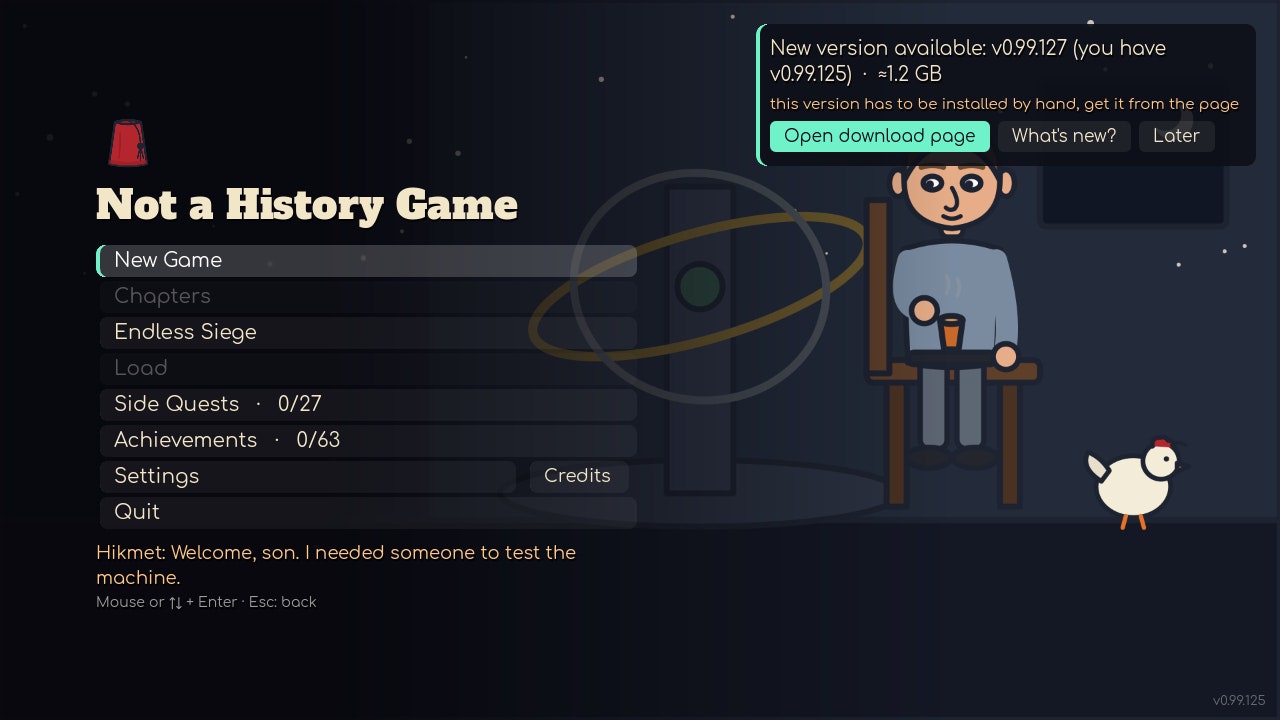 New version available: v0.99.127 (you have
v0.99.125) · ≈1.2 GB
this version has to be installed by hand, get it from the page
Open download page
What's new?
Later
Not a History Game
New Game
Chapters
Endless Siege
Load
Side Quests · 0/27
Achievements · 0/63
Settings
Credits
Quit
Hikmet: Welcome, son. I needed someone to test the
machine.
Mouse or ↑↓ + Enter · Esc: back
v0.99.125